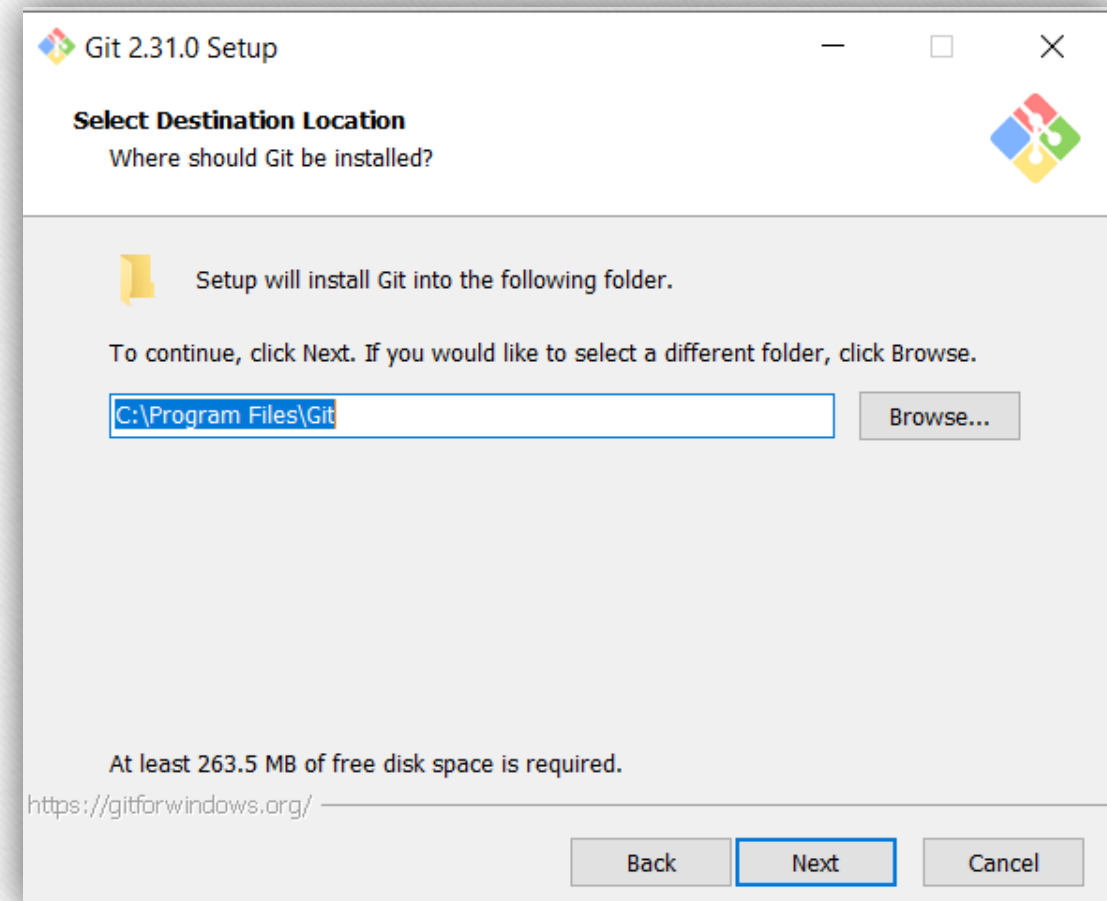 Git 2.31.0 Setup
Select Destination Location
Where should Git be installed?
Setup will install Git into the following folder.
To continue, click Next. If you would like to select a different folder, click Browse.
C:\Program Files\Git
Browse...
At least 263.5 MB of free disk space is required.
https://gitforwindows.org/
Back
Next
Cancel